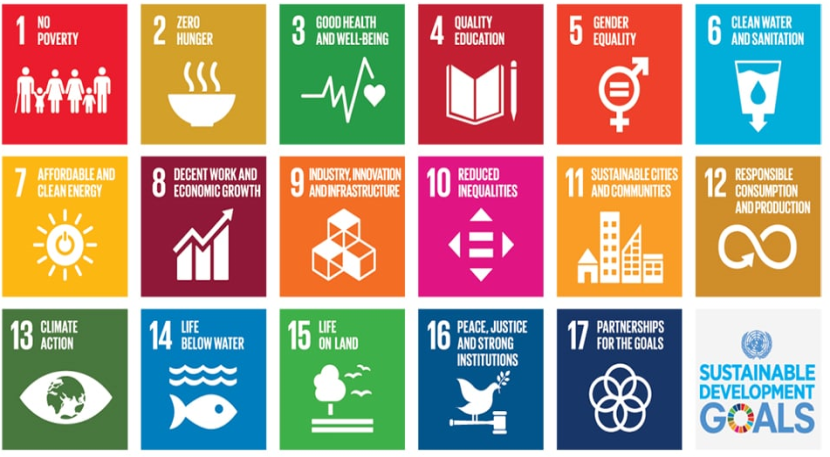 1 NO
POVERTY
2 ZERO
HUNGER
3 GOOD HEALTH
AND WELL-BEING
4 QUALITY
EDUCATION
5 GENDER
EQUALITY
6 CLEAN WATER
AND SANITATION
7 AFFORDABLE AND
CLEAN ENERGY
8 DECENT WORK AND
ECONOMIC GROWTH
9 INDUSTRY, INNOVATION
AND INFRASTRUCTURE
10 REDUCED
INEQUALITIES
11 SUSTAINABLE CITIES
AND COMMUNITIES
12 RESPONSIBLE
CONSUMPTION
AND PRODUCTION
13 CLIMATE
ACTION
14 LIFE
BELOW WATER
15 LIFE
ON LAND
16 PEACE, JUSTICE
AND STRONG
INSTITUTIONS
17 PARTNERSHIPS
FOR THE GOALS
SUSTAINABLE
DEVELOPMENT
GOALS